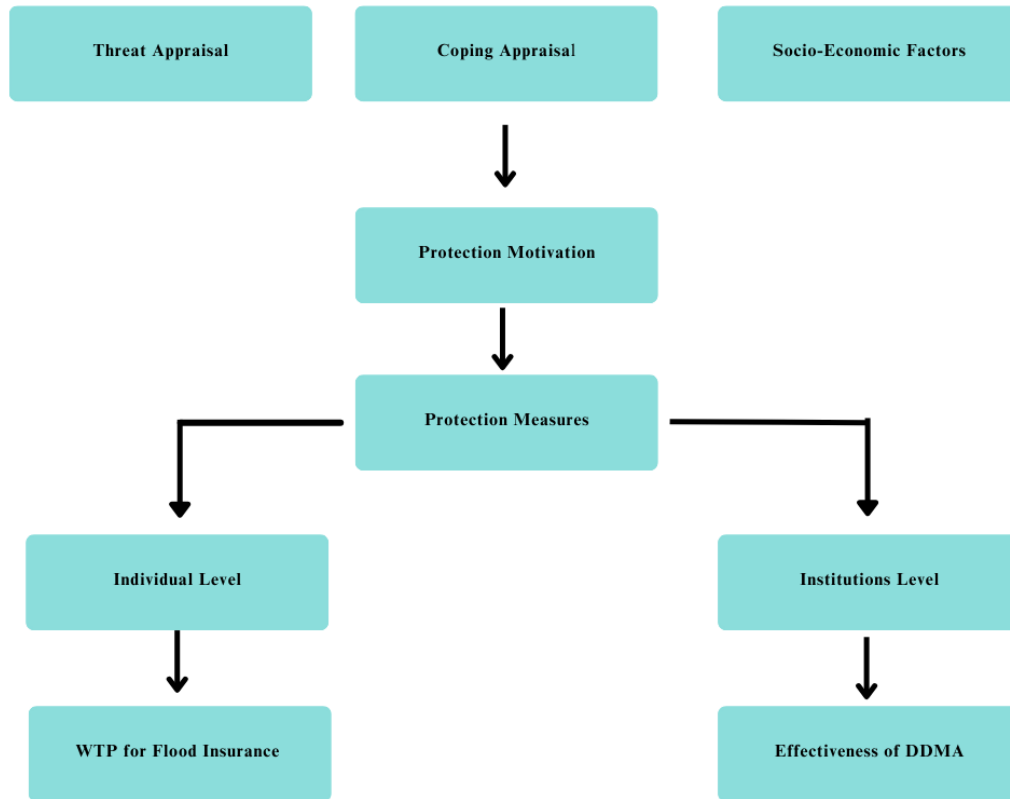 Threat Appraisal
Coping Appraisal
Socio-Economic Factors
Protection Motivation
Protection Measures
Individual Level
Institutions Level
WTP for Flood Insurance
Effectiveness of DDMA